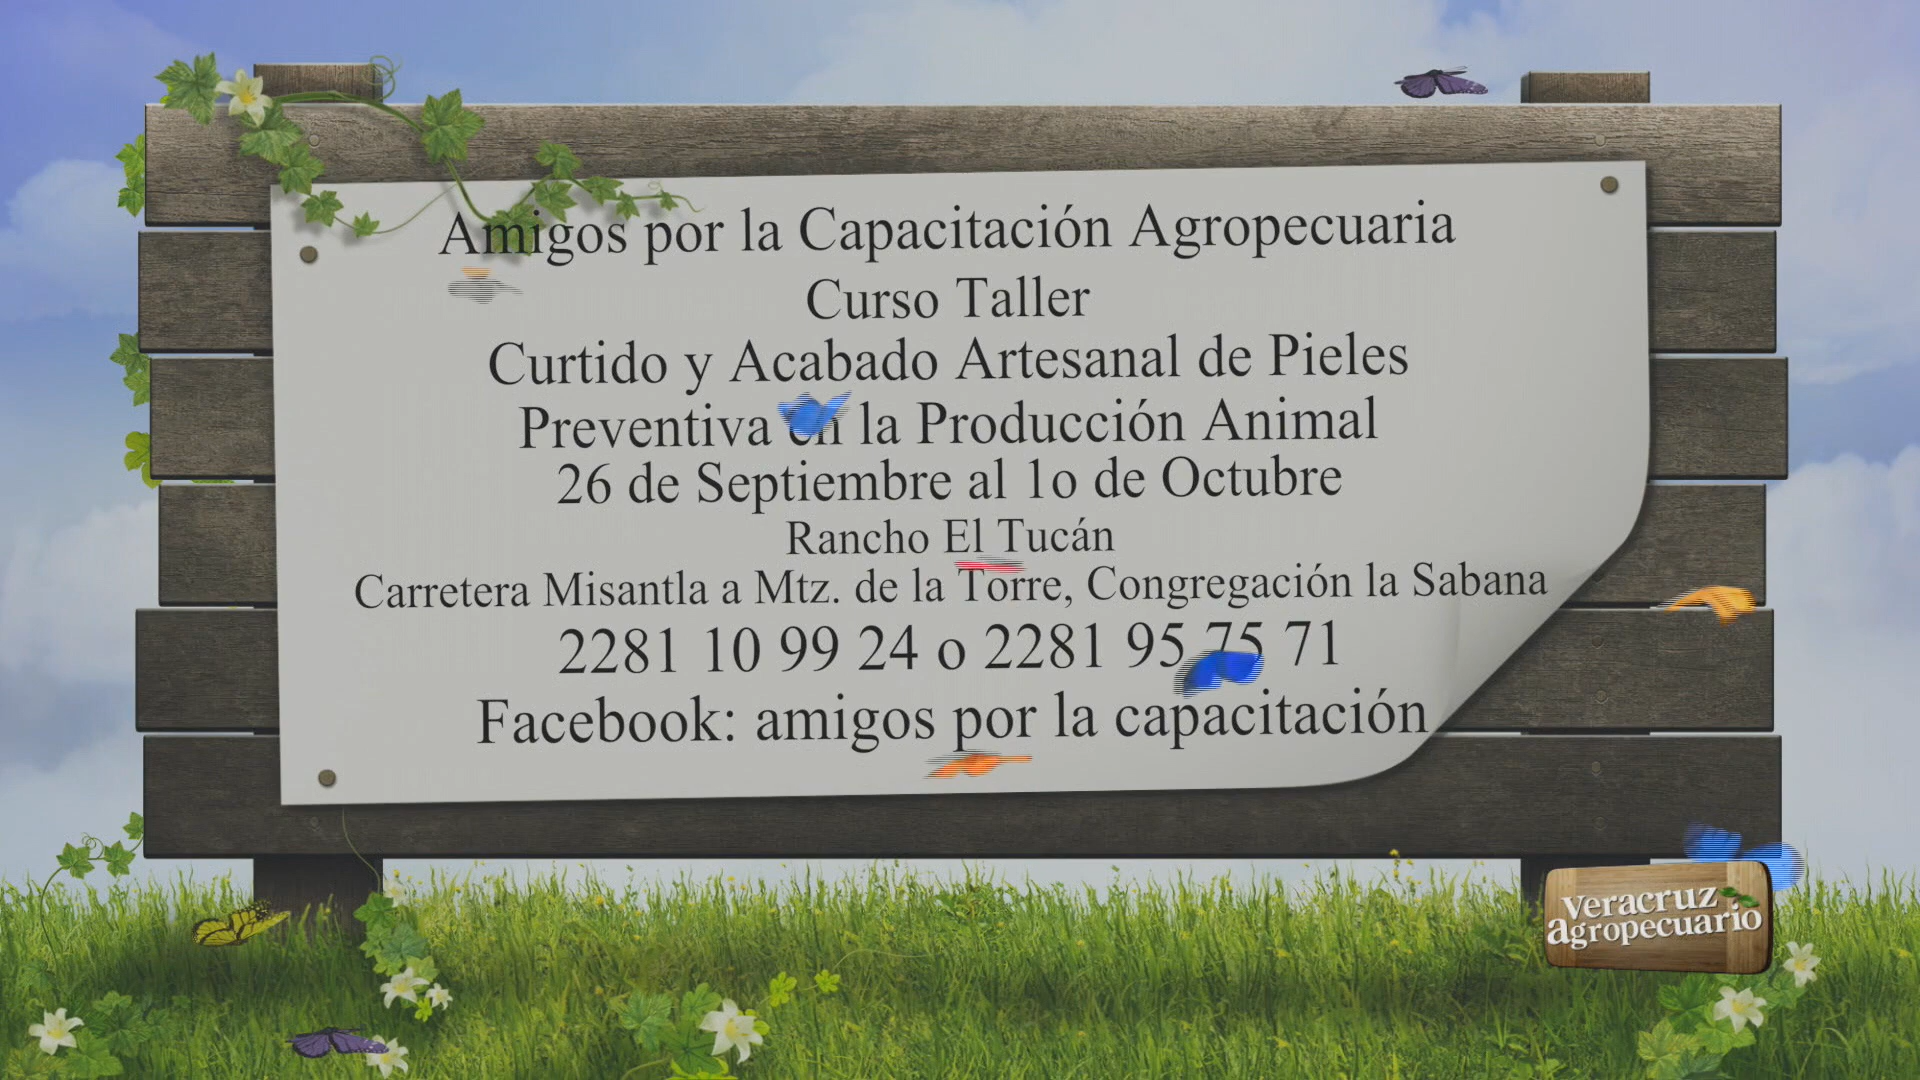 Amigos por la Capacitación Agropecuaria
Curso Taller
Curtido y Acabado Artesanal de Pieles
Preventiva en la Producción Animal
26 de Septiembre al 1o de Octubre
Rancho El Tucán
Carretera Misantla a Mtz. de la Torre, Congregación la Sabana
2281 10 99 24 o 2281 95 75 71
Facebook: amigos por la capacitación
veracruz
agropecuario